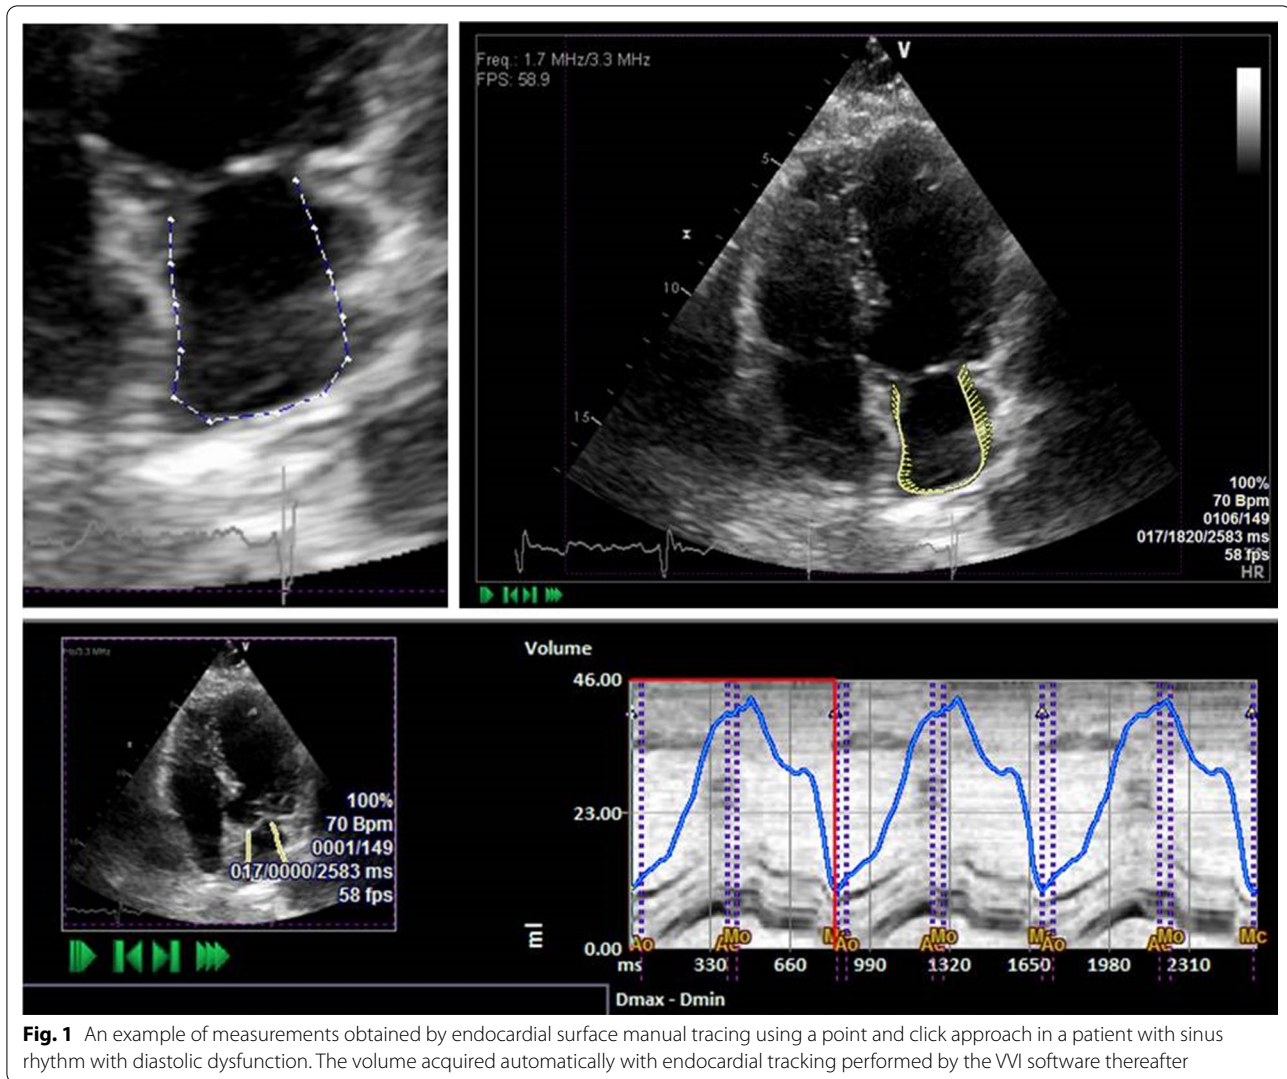 Freq.: 1.7 MHz/3.3 MHz
FPS: 58.9
V
5
10
15
100%
70 Bpm
0106/149
017/1820/2583 ms
58 fps
HR
V
100%
70 Bpm
0001/149
017/0000/2583 ms
58 fps
Volume
46.00
23.00
0.00
ml
Ao
Mo
Ao
Mo
Ao
Mo
Mc
ms 330 660 990 1320 1650 1980 2310
Dmax - Dmin
Fig. 1 An example of measurements obtained by endocardial surface manual tracing using a point and click approach in a patient with sinus
rhythm with diastolic dysfunction. The volume acquired automatically with endocardial tracking performed by the VVI software thereafter